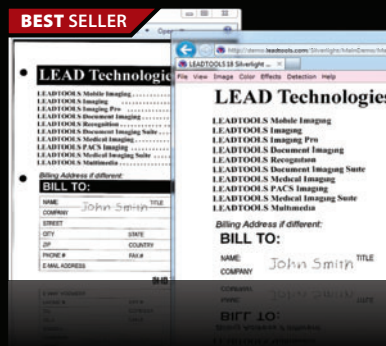 BEST SELLER
Ope
LEAD Technologie
LEADTOOLS Mobile Imaging
LEADTOOLS Imaging
LEADTOOLS Imaging Pro
LEADTOOLS Document Imaging
LEADTOOLS Recognition
LEADTOOLS Document Imaging Suite
LEADTOOLS Medical Imaging
LEADTOOLS PACS Imaging
LEADTOOLS Medical Imaging Suite
LEADTOOLS Multimedia
Billing Address if different:
BILL TO:
NAME John Smith TITLE
COMPANY
STREET
CITY STATE
ZIP COUNTRY
PHONE # FAX #
E-MAIL ADDRESS
http://demo.leadtools.com/Silverlight/MainDemo/Main
LEADTOOLS 18 Silverlight ...
File View Image Color Effects Detection Help
LEAD Technologies
LEADTOOLS Mobile Imaging
LEADTOOLS Imaging
LEADTOOLS Imaging Pro
LEADTOOLS Document Imaging
LEADTOOLS Recognition
LEADTOOLS Document Imaging Suite
LEADTOOLS Medical Imaging
LEADTOOLS PACS Imaging
LEADTOOLS Medical Imaging Suite
LEADTOOLS Multimedia
Billing Address if different:
BILL TO:
NAME John Smith TITLE
COMPANY